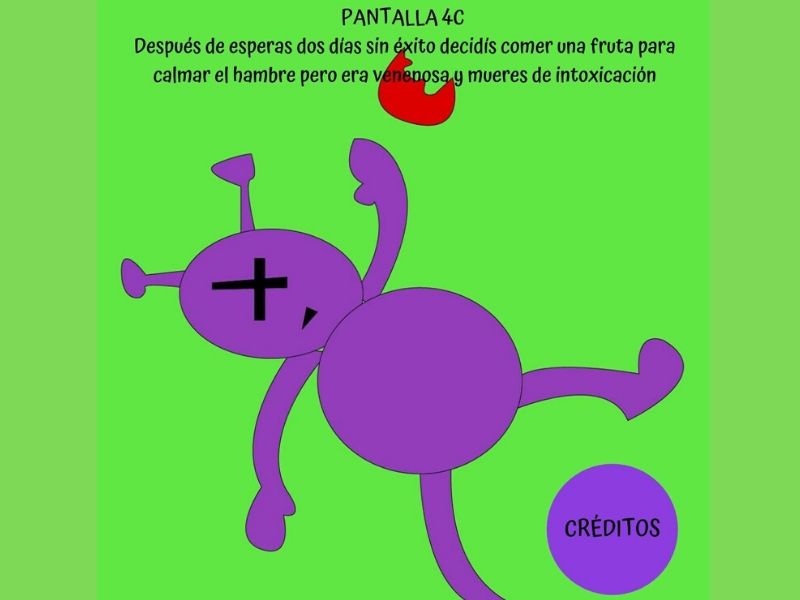 PANTALLA 4C
Después de esperas dos días sin éxito decidís comer una fruta para
calmar el hambre pero era venenosa y mueres de intoxicación
CRÉDITOS